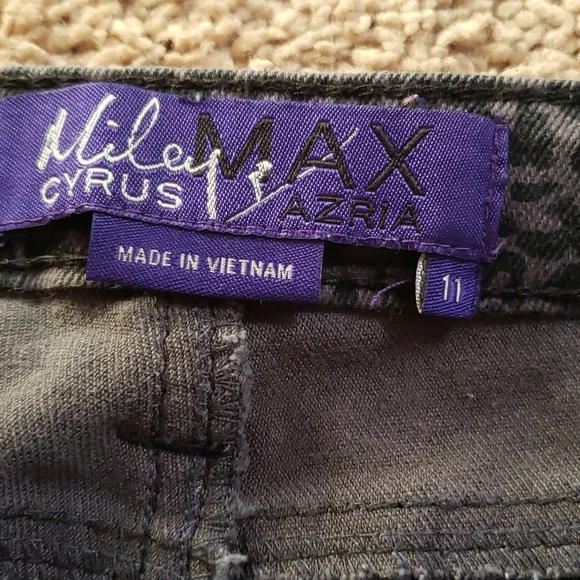 Miley MAX
CYRUS & AZRIA
MADE IN VIETNAM
11